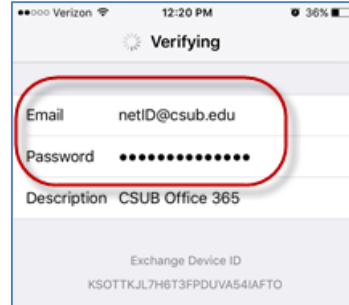 Verizon 12:20 PM 36%
Verifying
Email netID@csub.edu
Password ••••••••••••••
Description CSUB Office 365
Exchange Device ID
KSOTTKJL7H6T3FPDUVA54IAFTO